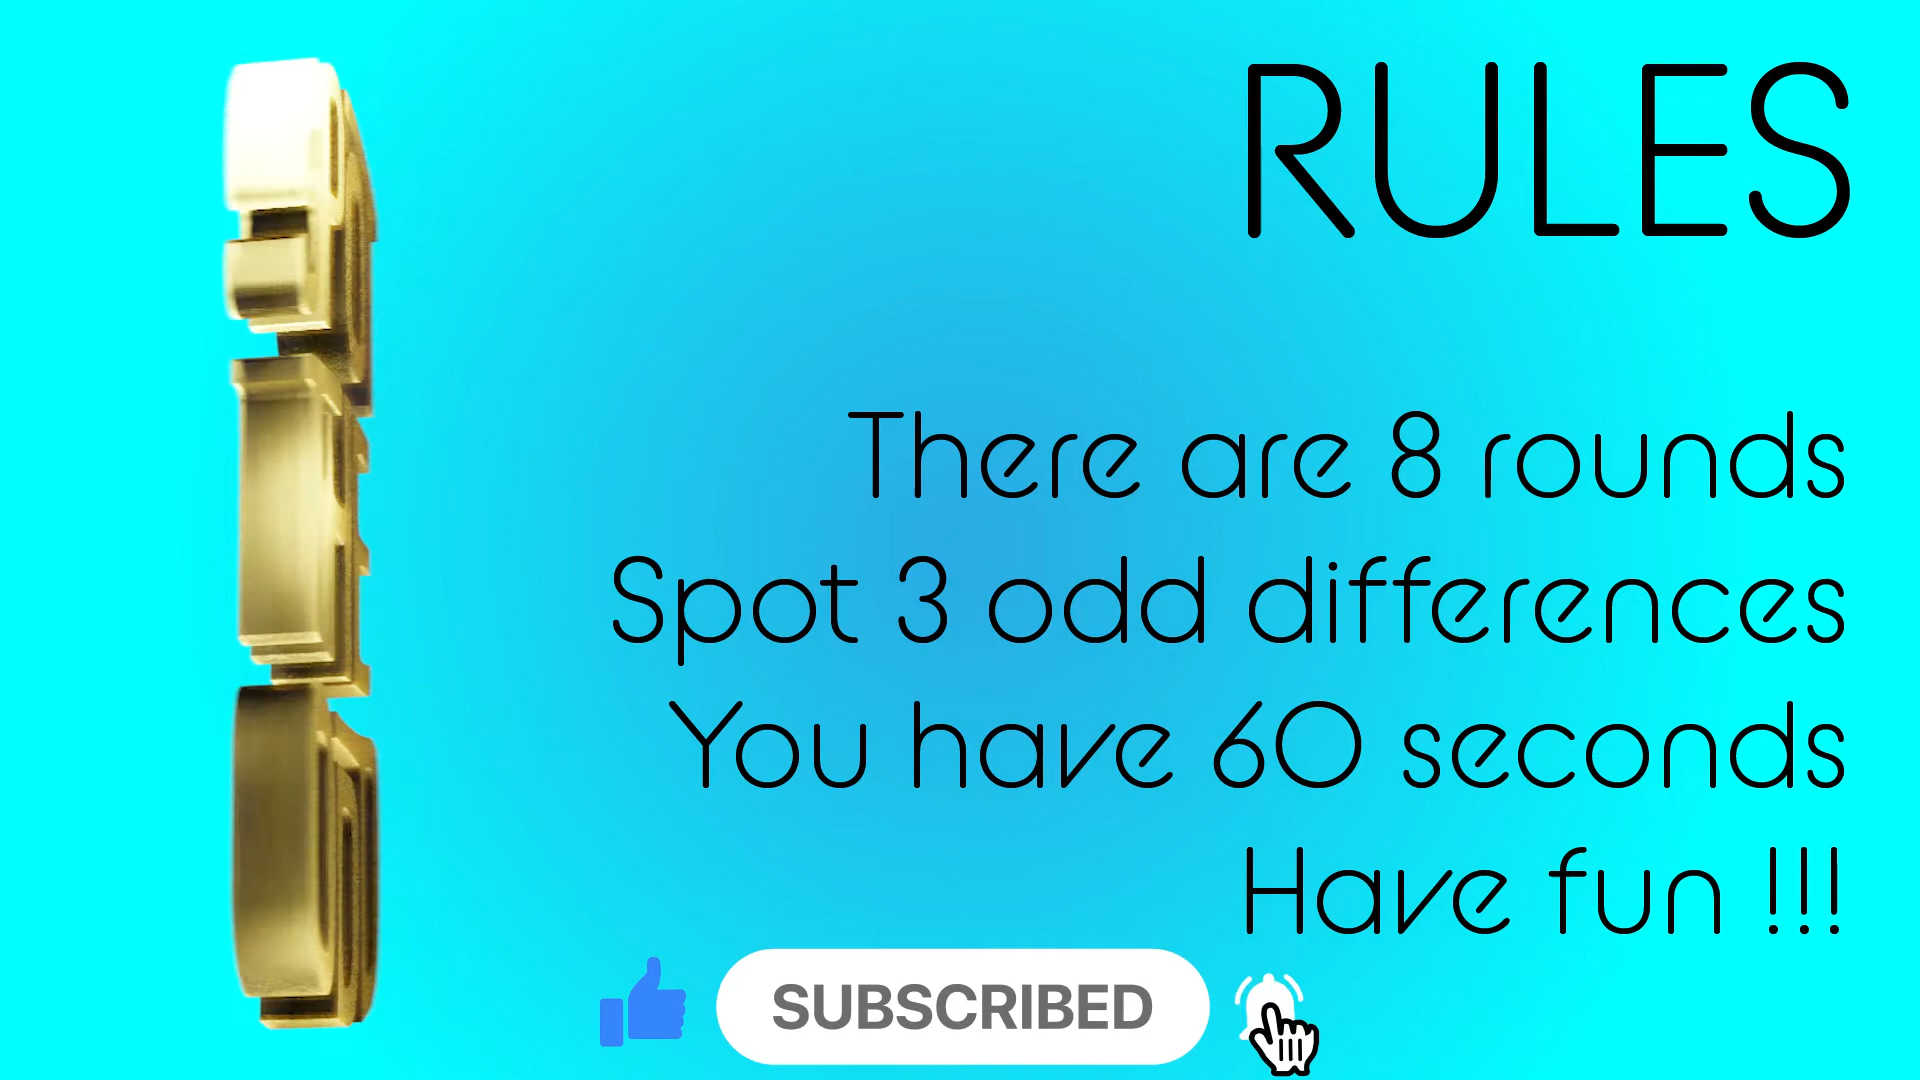 RULES
There are 8 rounds
Spot 3 odd differences
You have 60 seconds
Have fun !!!
SUBSCRIBED